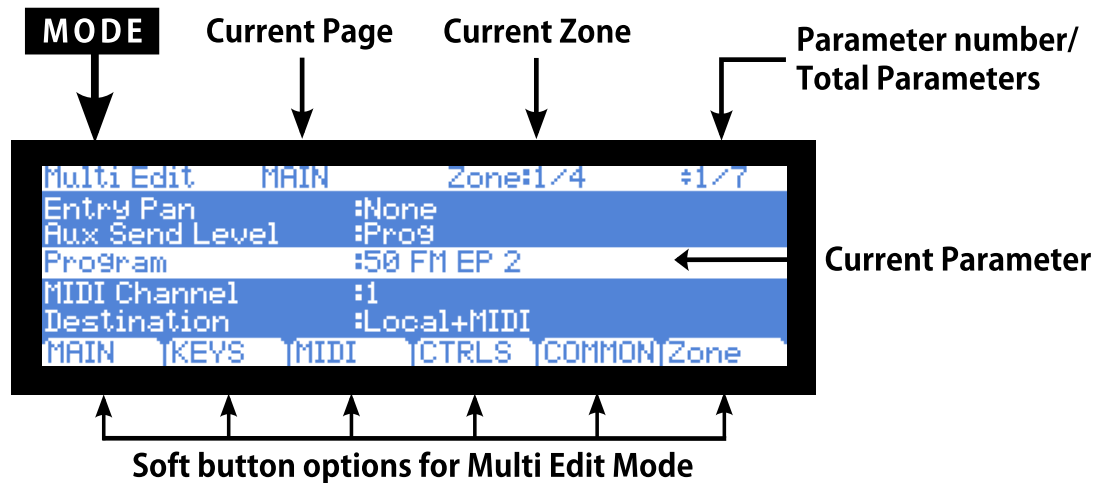 MODE
Current Page
Current Zone
Parameter number/
Total Parameters
Multi Edit MAIN Zone:1/4 ÷1/7
Entry Pan :None
Aux Send Level :Prog
Program :50 FM EP 2
Current Parameter
MIDI Channel :1
Destination :Local+MIDI
MAIN KEYS MIDI CTRLS COMMON Zone
Soft button options for Multi Edit Mode